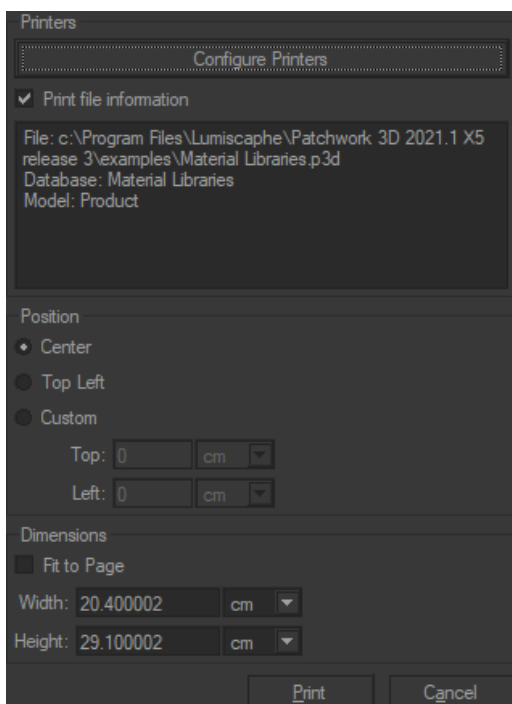 Printers
Configure Printers
Print file information
File: c:\Program Files\Lumiscaphe\Patchwork 3D 2021.1 X5
release 3\examples\Material Libraries.p3d
Database: Material Libraries
Model: Product
Position
Center
Top Left
Custom
Top: 0 cm
Left: 0 cm
Dimensions
Fit to Page
Width: 20.400002 cm
Height: 29.100002 cm
Print Cancel